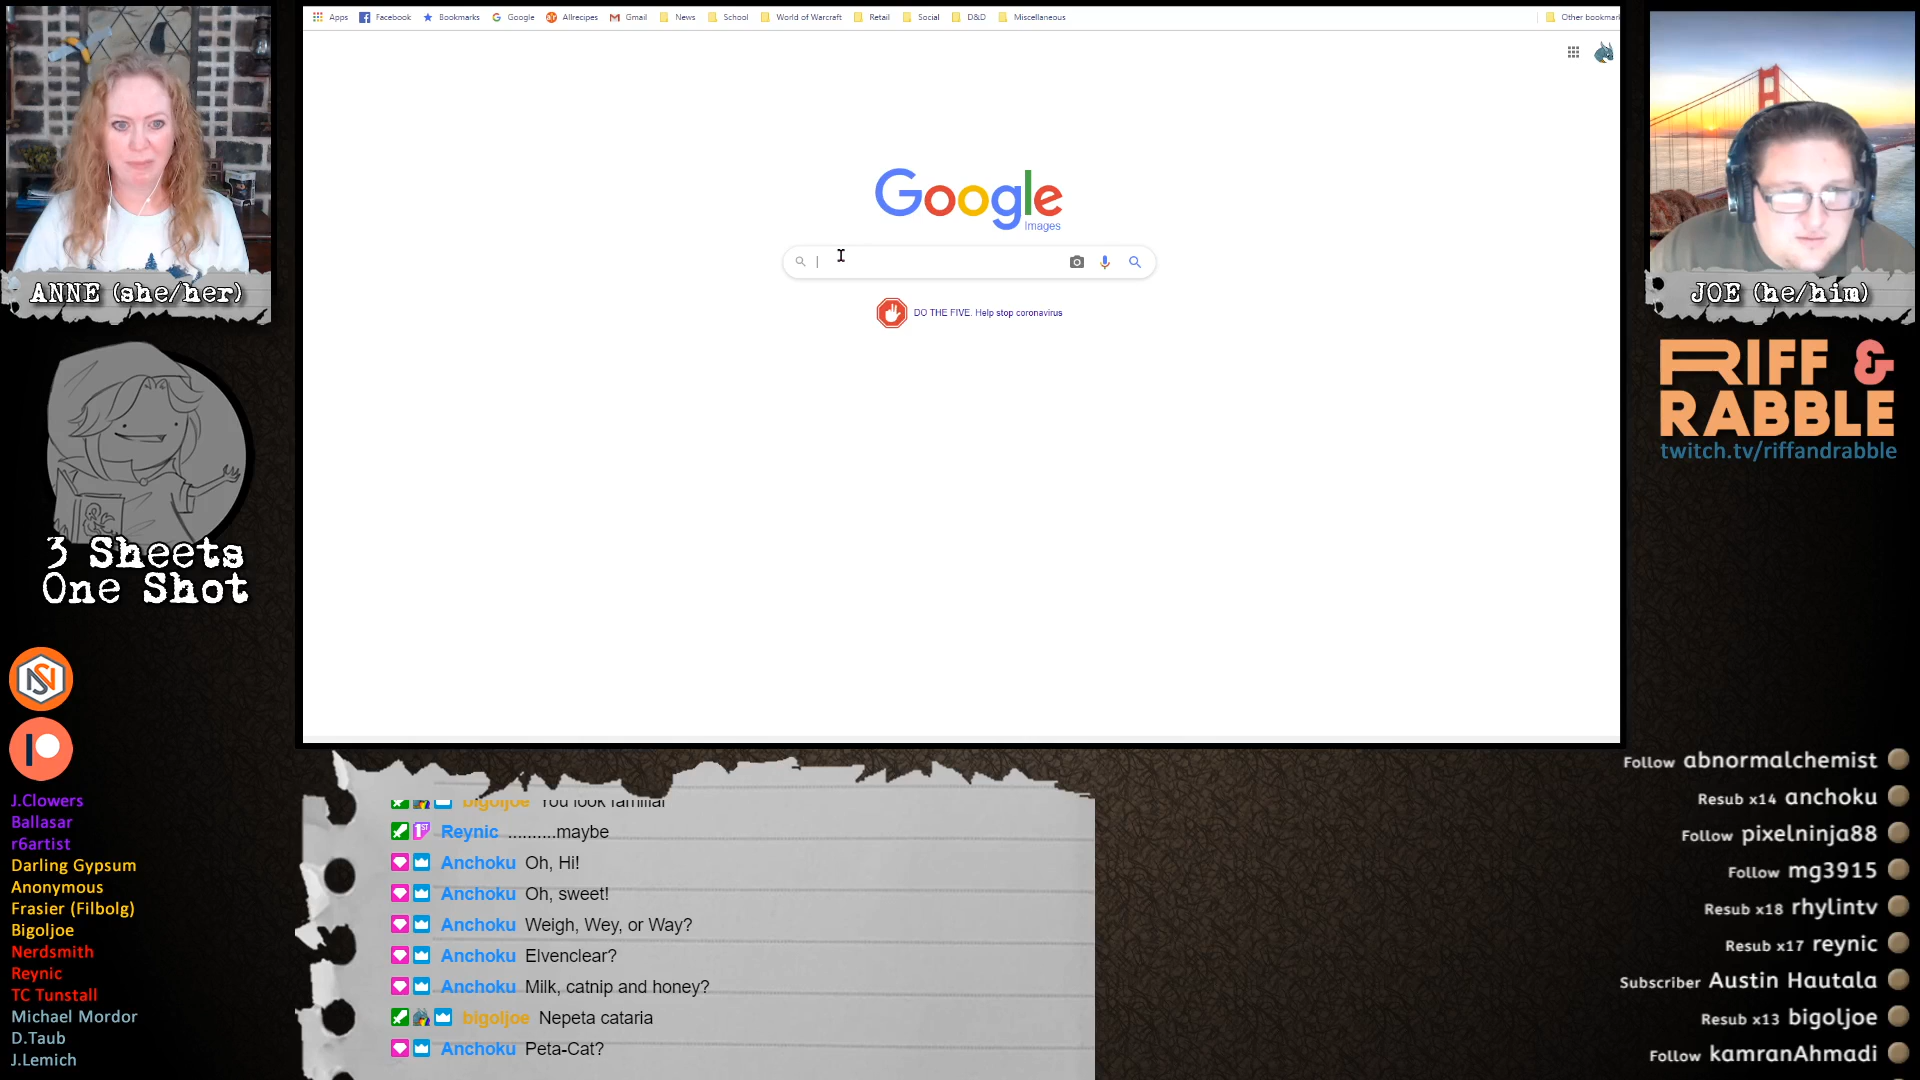 Apps Facebook Bookmarks Google Allrecipes Gmail News School World of Warcraft Retail Social D&D Miscellaneous
Google
Images
DO THE FIVE. Help stop coronavirus
ANNE (she/her)
JOE (he/him)
RIFF &
RABBLE
twitch.tv/riffandrabble
3 Sheets
One Shot
J.Clowers
Ballasar
r6artist
Darling Gypsum
Anonymous
Frasier (Filbolg)
Bigoljoe
Nerdsmith
Reynic
TC Tunstall
Michael Mordor
D.Taub
J.Lemich
bigoljoe You look familiar
Reynic ..........maybe
Anchoku Oh, Hi!
Anchoku Oh, sweet!
Anchoku Weigh, Wey, or Way?
Anchoku Elvenclear?
Anchoku Milk, catnip and honey?
bigoljoe Nepeta cataria
Anchoku Peta-Cat?
Follow abnormalchemist
Resub x14 anchoku
Follow pixelninja88
Follow mg3915
Resub x18 rhylintv
Resub x17 reynic
Subscriber Austin Hautala
Resub x13 bigoljoe
Follow kamranAhmadi